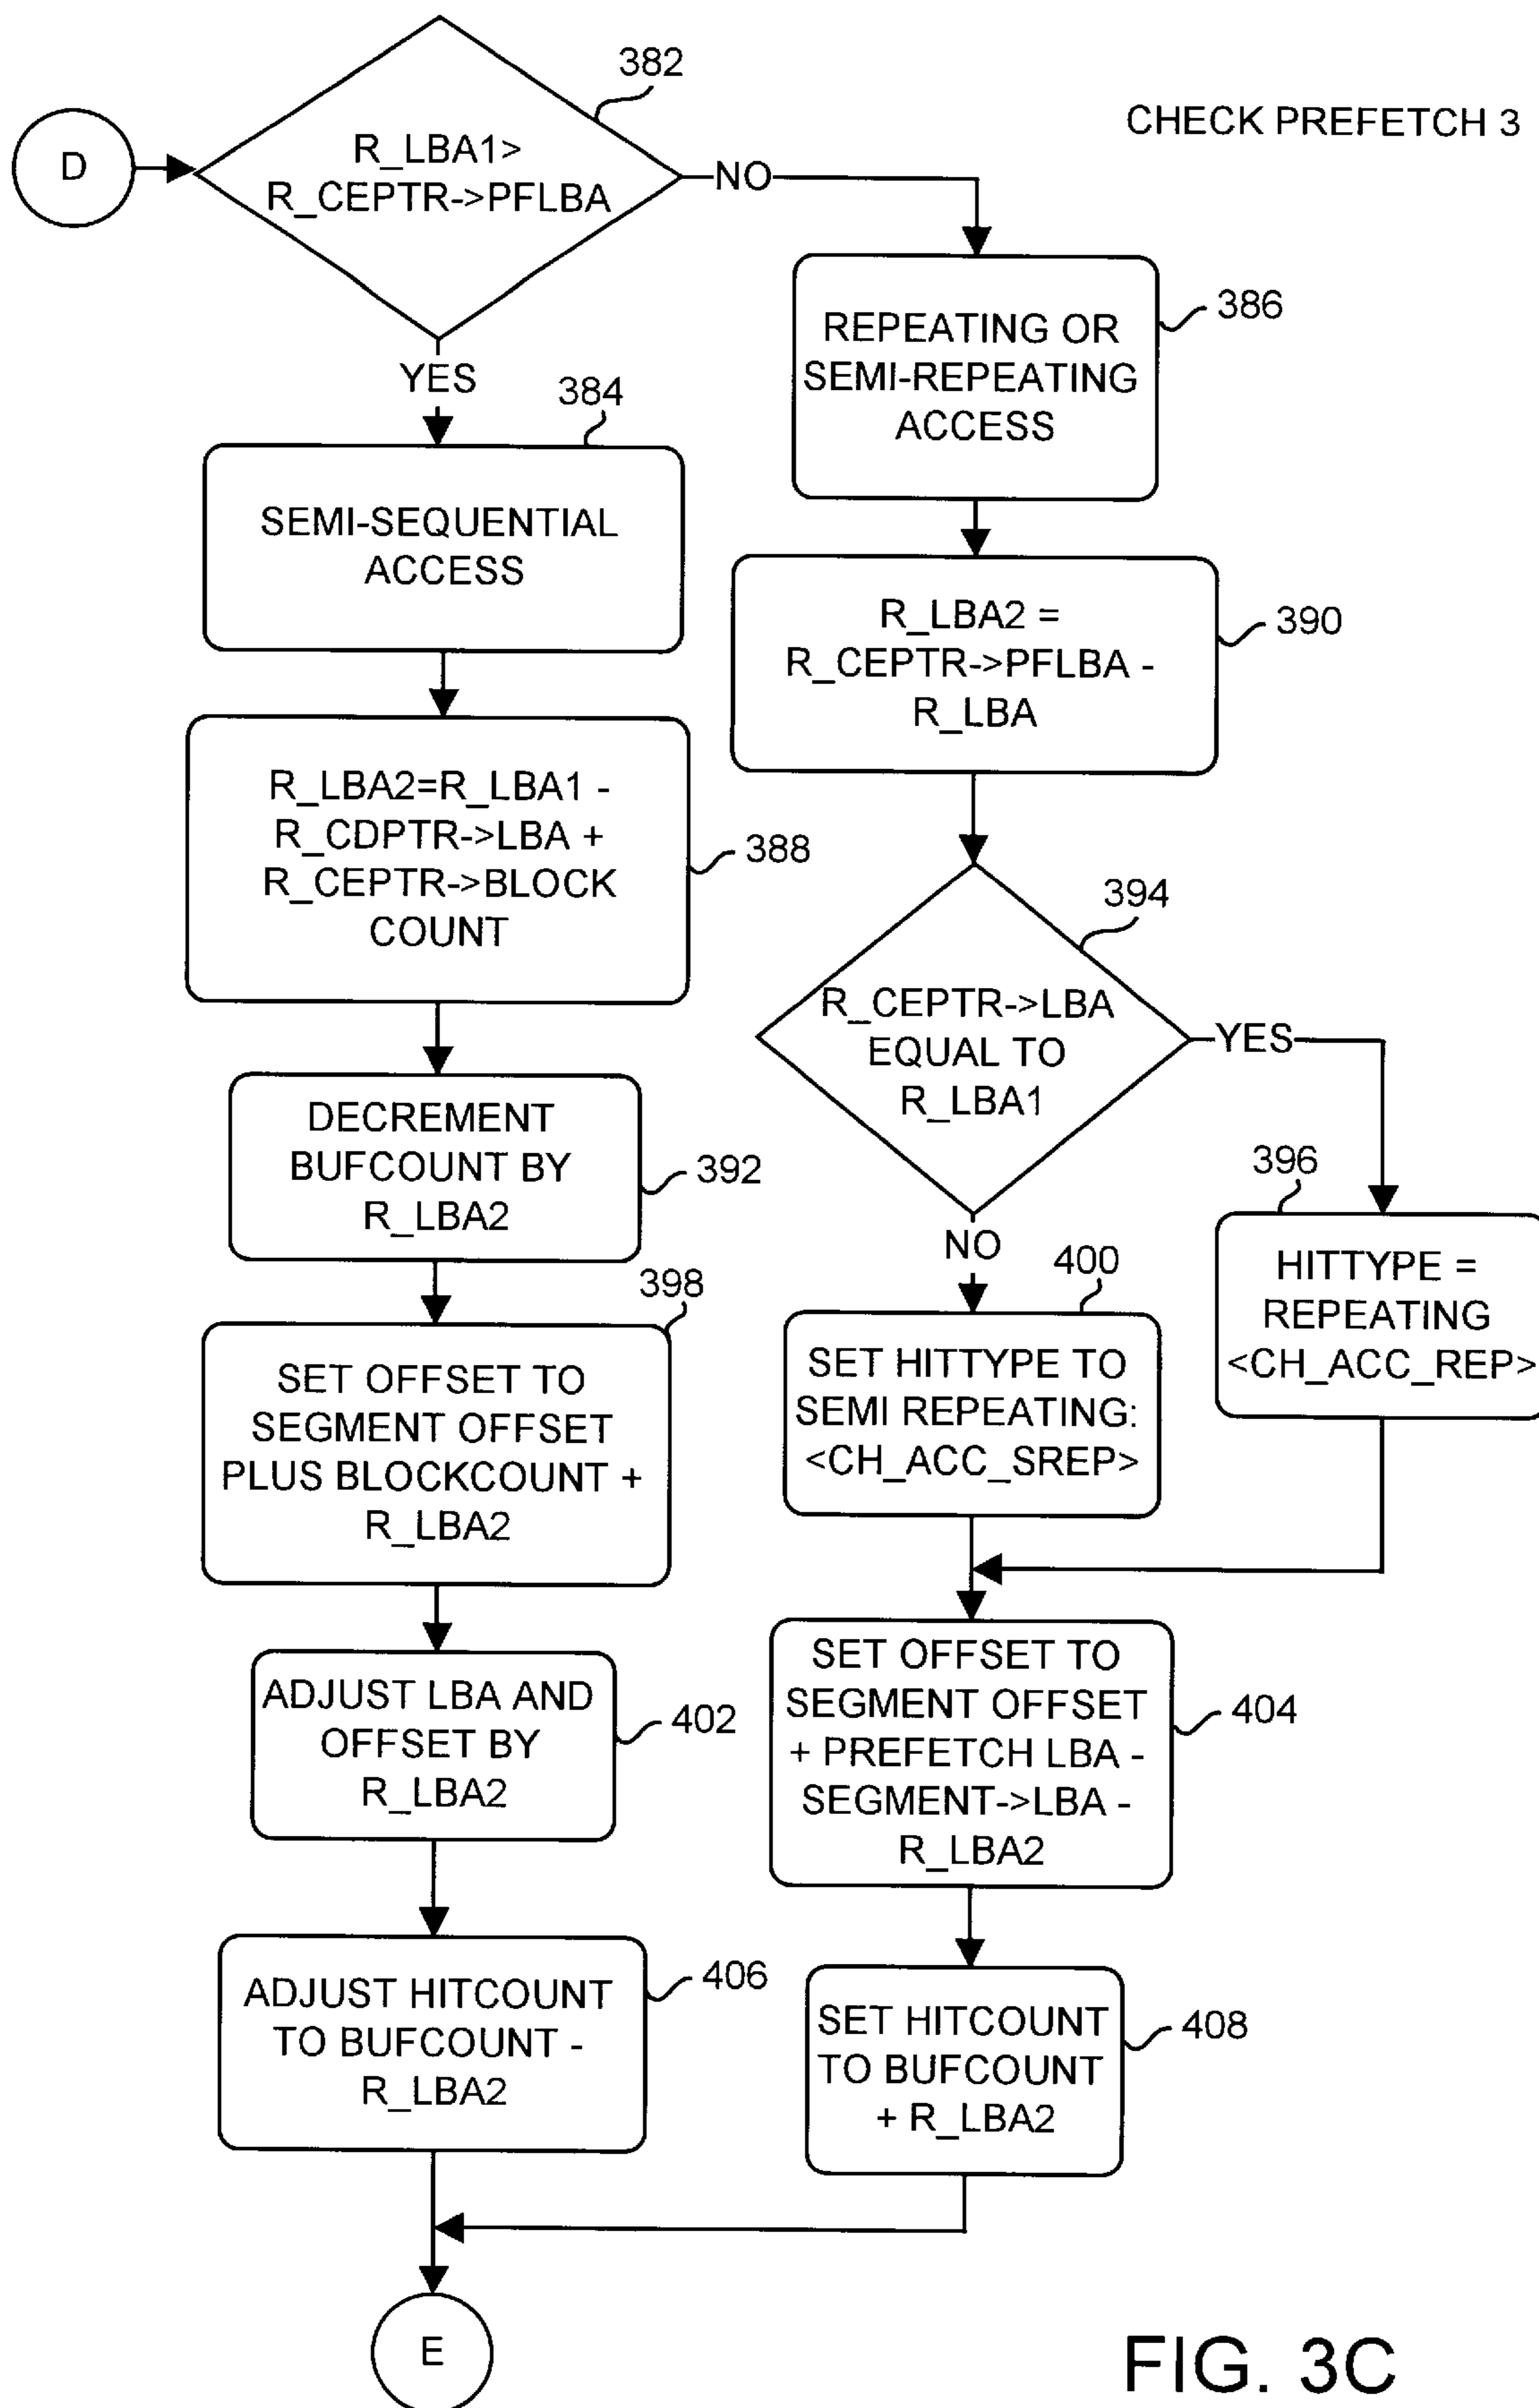 CHECK PREFETCH 3
D
382
R_LBA1>
R_CEPTR->PFLBA
NO
YES
384
SEMI-SEQUENTIAL
ACCESS
386
REPEATING OR
SEMI-REPEATING
ACCESS
388
R_LBA2=R_LBA1 -
R_CDPTR->LBA +
R_CEPTR->BLOCK
COUNT
390
R_LBA2 =
R_CEPTR->PFLBA -
R_LBA
392
DECREMENT
BUFCOUNT BY
R_LBA2
394
R_CEPTR->LBA
EQUAL TO
R_LBA1
YES
NO
396
HITTYPE =
REPEATING
<CH_ACC_REP>
398
SET OFFSET TO
SEGMENT OFFSET
PLUS BLOCKCOUNT +
R_LBA2
400
SET HITTYPE TO
SEMI REPEATING:
<CH_ACC_SREP>
402
ADJUST LBA AND
OFFSET BY
R_LBA2
404
SET OFFSET TO
SEGMENT OFFSET
+ PREFETCH LBA -
SEGMENT->LBA -
R_LBA2
406
ADJUST HITCOUNT
TO BUFCOUNT -
R_LBA2
408
SET HITCOUNT
TO BUFCOUNT
+ R_LBA2
E
FIG. 3C